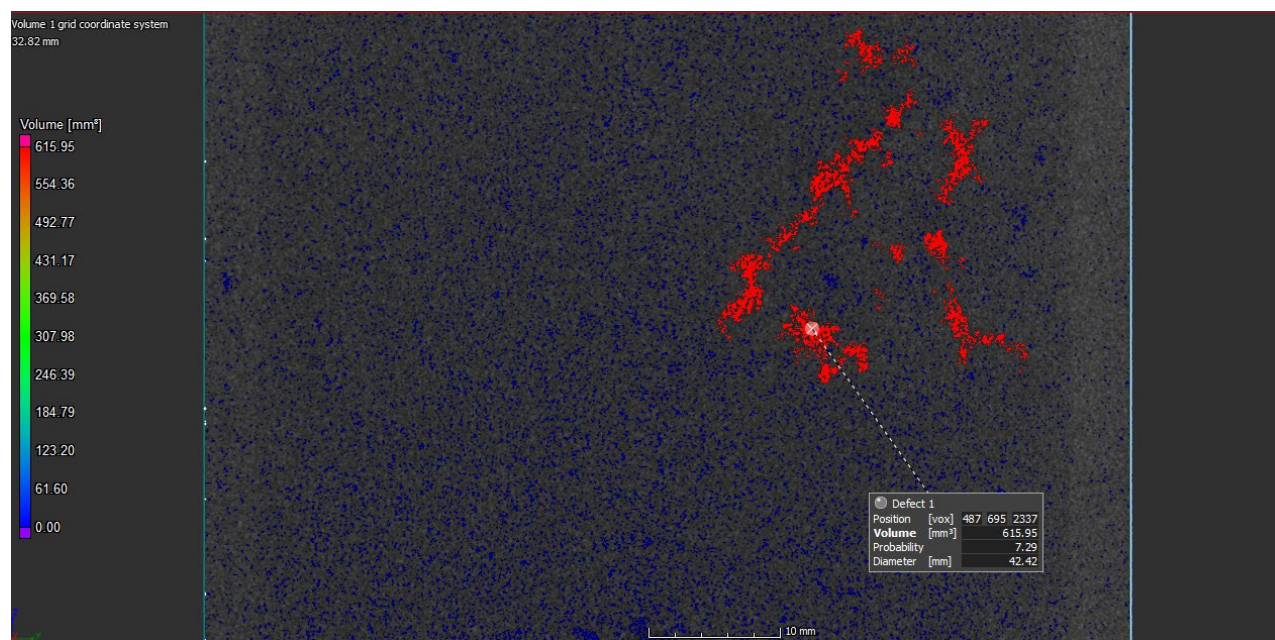 Volume 1 grid coordinate system
32.82 mm
Volume [mm³]
615.95
554.36
492.77
431.17
369.58
307.98
246.39
184.79
123.20
61.60
0.00
Defect 1
Position [vox] 487 695 2337
Volume [mm³] 615.95
Probability 7.29
Diameter [mm] 42.42
10 mm